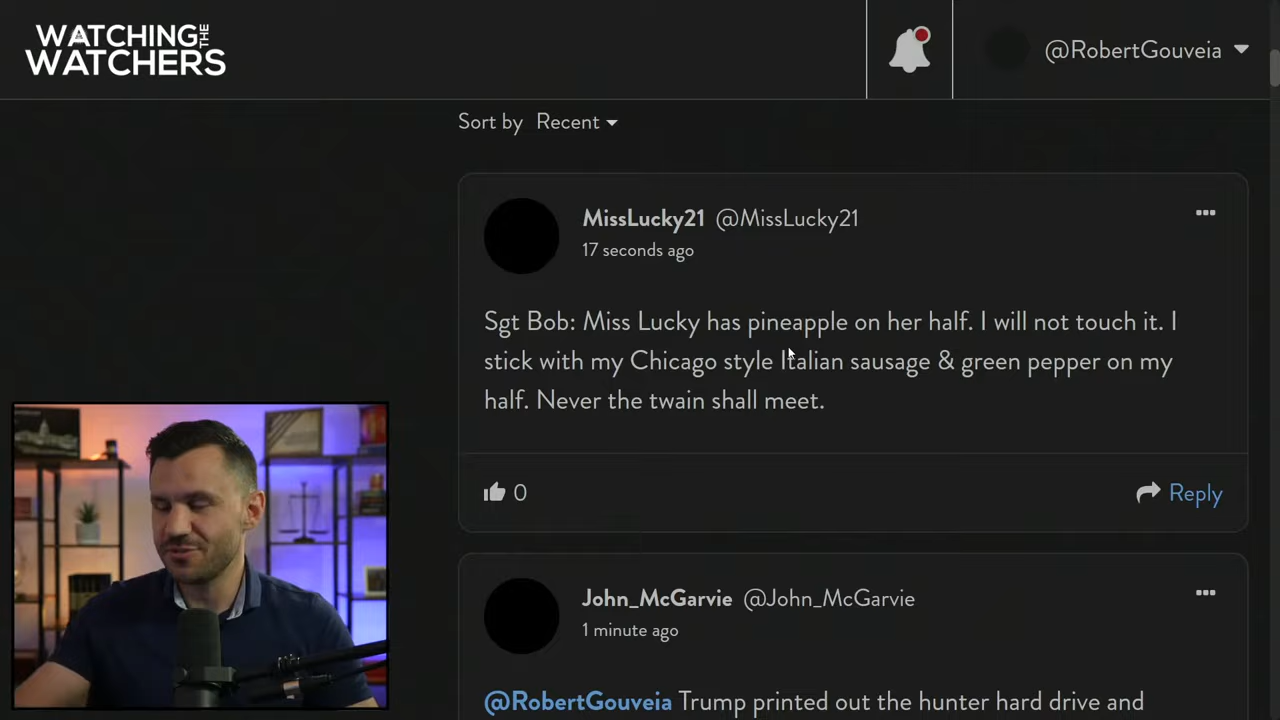 WATCHING THE
WATCHERS
@RobertGouveia
Sort by Recent
MissLucky21 @MissLucky21
17 seconds ago
Sgt Bob: Miss Lucky has pineapple on her half. I will not touch it. I
stick with my Chicago style Italian sausage & green pepper on my
half. Never the twain shall meet.
0
Reply
John_McGarvie @John_McGarvie
1 minute ago
@RobertGouveia Trump printed out the hunter hard drive and